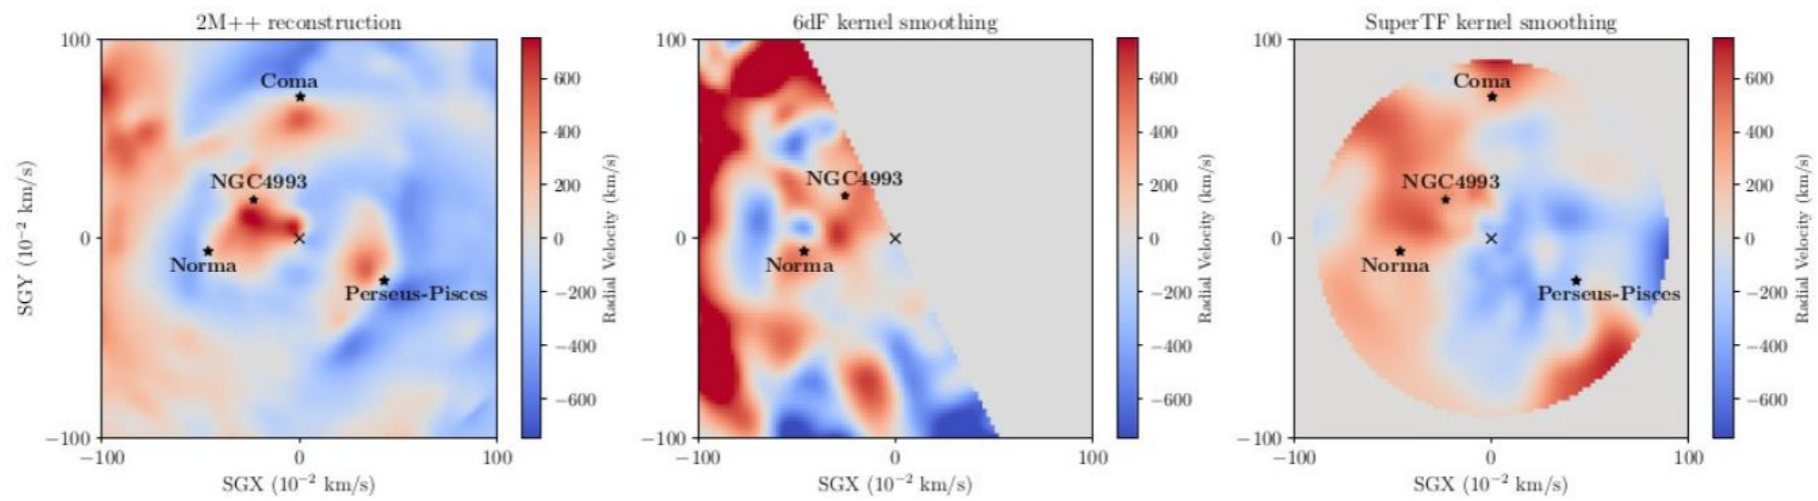 2M++ reconstruction
100
0
−100
−100
0
100
SGY (10⁻² km/s)
SGX (10⁻² km/s)
Coma
NGC4993
Norma
Perseus-Pisces
600
400
200
0
−200
−400
−600
Radial Velocity (km/s)
6dF kernel smoothing
100
0
−100
−100
0
100
SGX (10⁻² km/s)
NGC4993
Norma
600
400
200
0
−200
−400
−600
Radial Velocity (km/s)
SuperTF kernel smoothing
100
0
−100
−100
0
100
SGX (10⁻² km/s)
Coma
NGC4993
Norma
Perseus-Pisces
600
400
200
0
−200
−400
−600
Radial Velocity (km/s)